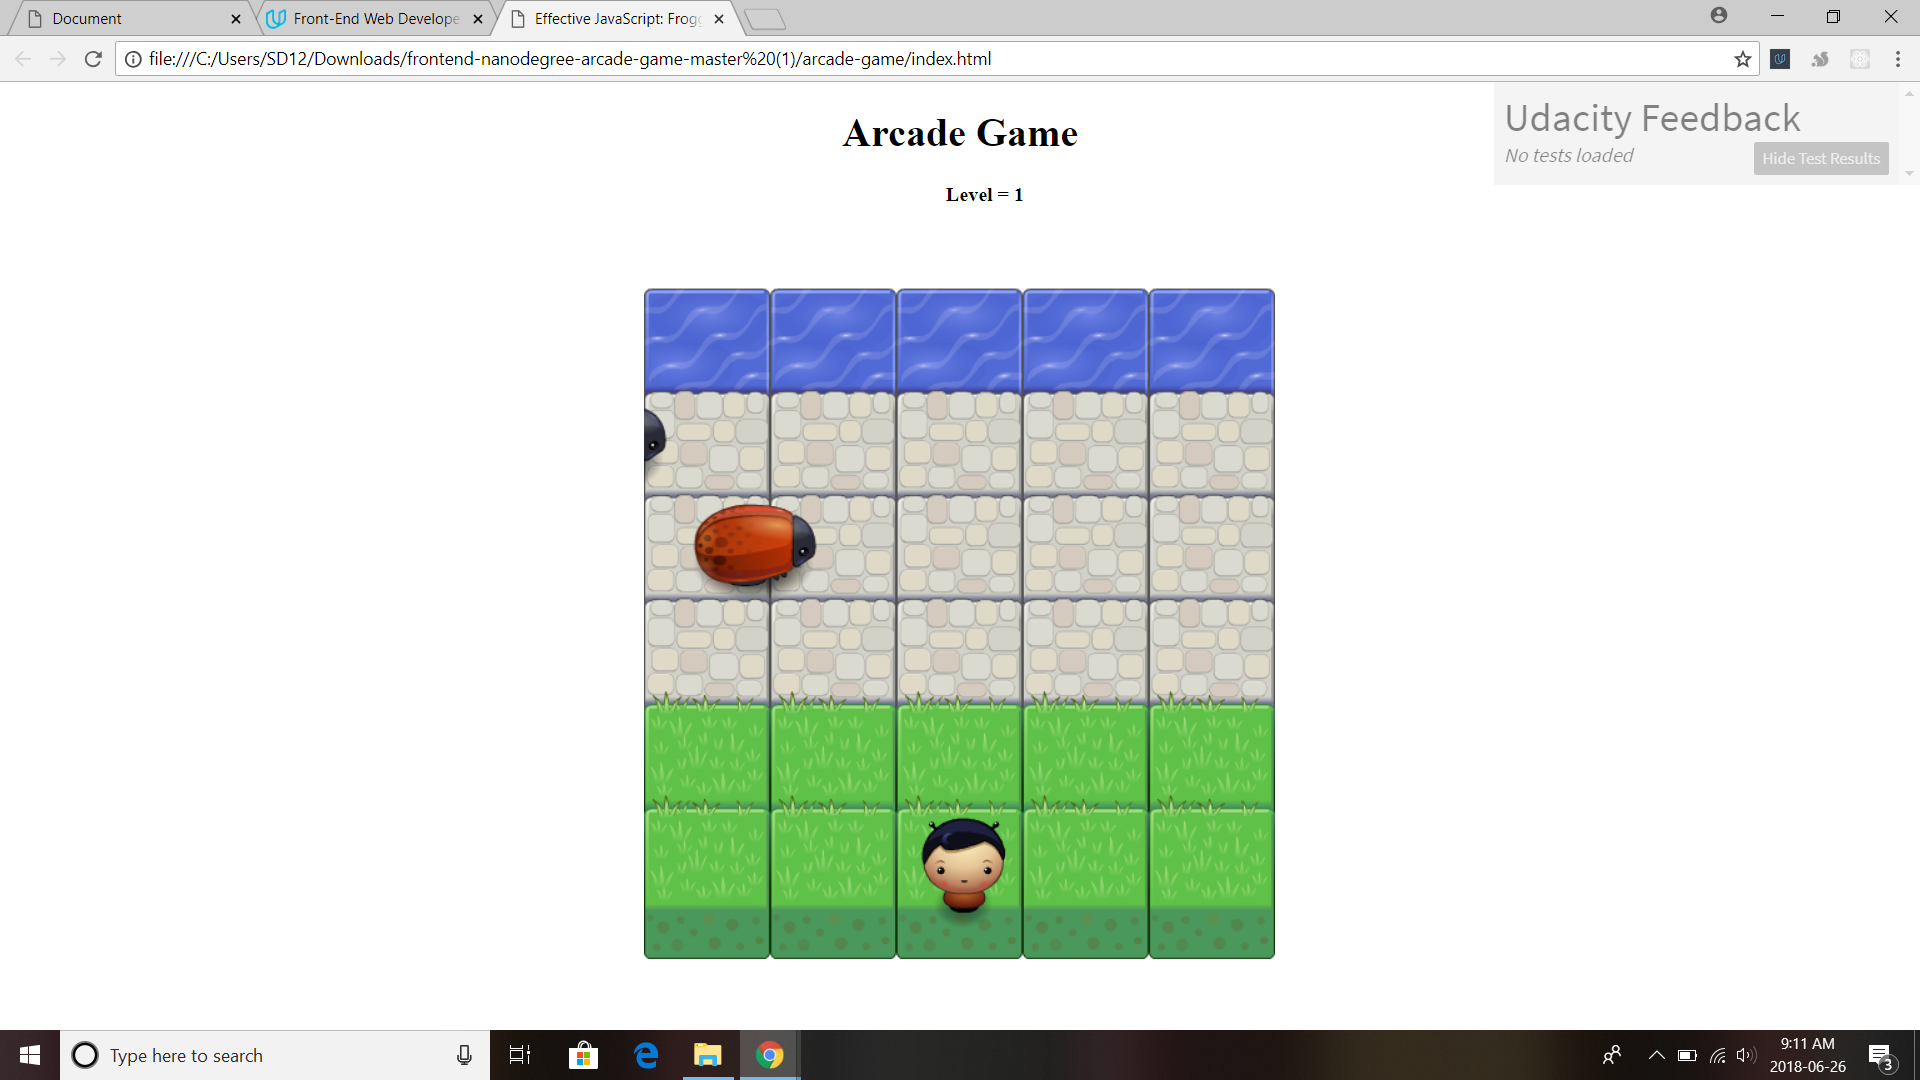 Document
Front-End Web Develope
Effective JavaScript: Frogg
file:///C:/Users/SD12/Downloads/frontend-nanodegree-arcade-game-master%20(1)/arcade-game/index.html
Arcade Game
Level = 1
Udacity Feedback
No tests loaded
Hide Test Results
Type here to search
9:11 AM
2018-06-26
3